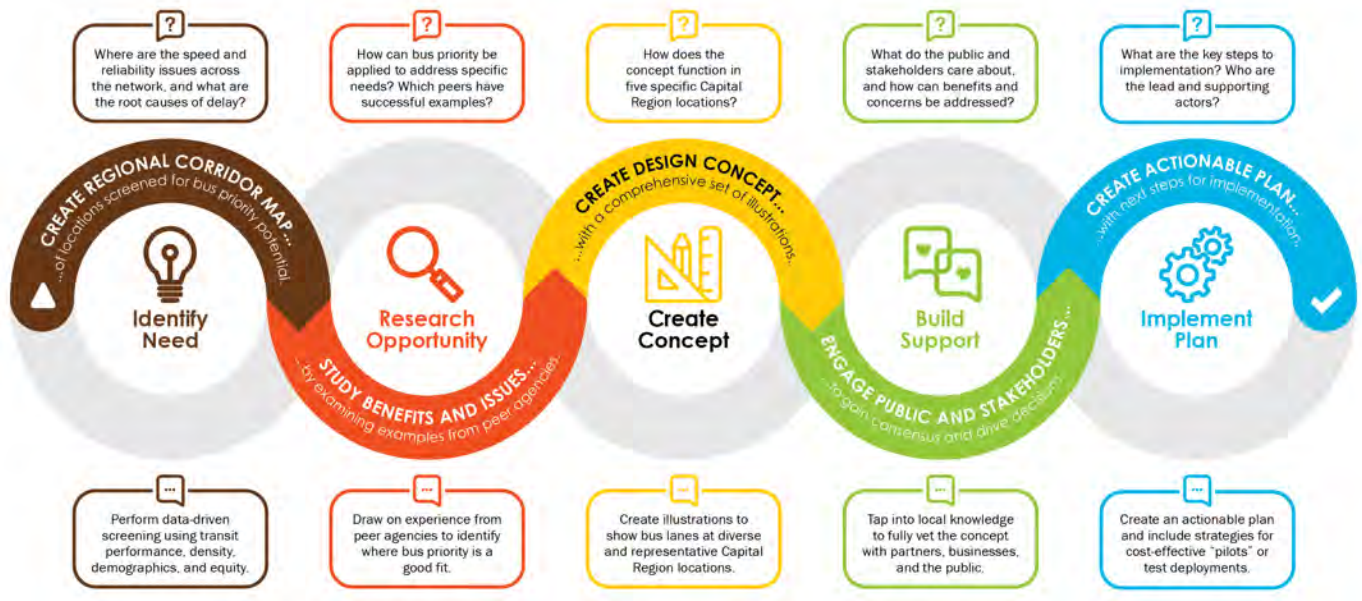 ?
Where are the speed and
reliability issues across
the network, and what are
the root causes of delay?
?
How can bus priority be
applied to address specific
needs? Which peers have
successful examples?
?
How does the
concept function in
five specific Capital
Region locations?
?
What do the public and
stakeholders care about,
and how can benefits and
concerns be addressed?
?
What are the key steps to
implementation? Who are
the lead and supporting
actors?
CREATE REGIONAL CORRIDOR MAP...
...of locations screened for bus priority potential.
Identify
Need
STUDY BENEFITS AND ISSUES...
...by examining examples from peer agencies.
Research
Opportunity
CREATE DESIGN CONCEPT...
...with a comprehensive set of illustrations.
Create
Concept
ENGAGE PUBLIC AND STAKEHOLDERS...
...to gain consensus and drive decisions.
Build
Support
CREATE ACTIONABLE PLAN...
...with next steps for implementation.
Implement
Plan
...
Perform data-driven
screening using transit
performance, density,
demographics, and equity.
...
Draw on experience from
peer agencies to identify
where bus priority is a
good fit.
...
Create illustrations to
show bus lanes at diverse
and representative Capital
Region locations.
...
Tap into local knowledge
to fully vet the concept
with partners, businesses,
and the public.
...
Create an actionable plan
and include strategies for
cost-effective "pilots" or
test deployments.